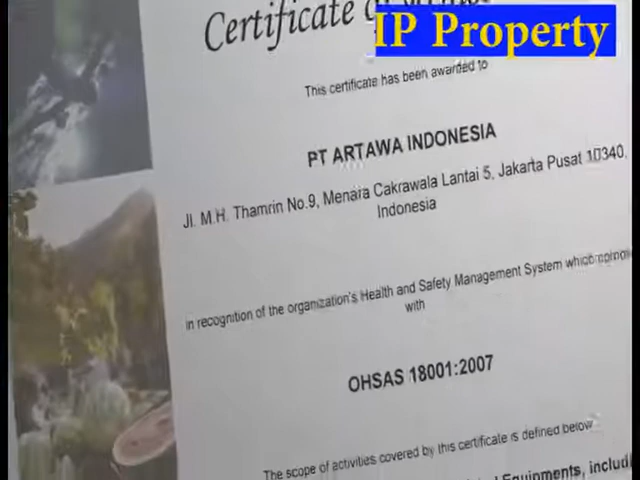 Certificate
IP Property
This certificate has been awarded to
PT ARTAWA INDONESIA
Jl. M.H. Thamrin No.9, Menara Cakrawala Lantai 5, Jakarta Pusat 10340,
Indonesia
in recognition of the organization's Health and Safety Management System which
with
OHSAS 18001:2007
The scope of activities covered by this certificate is defined below
Equipments,